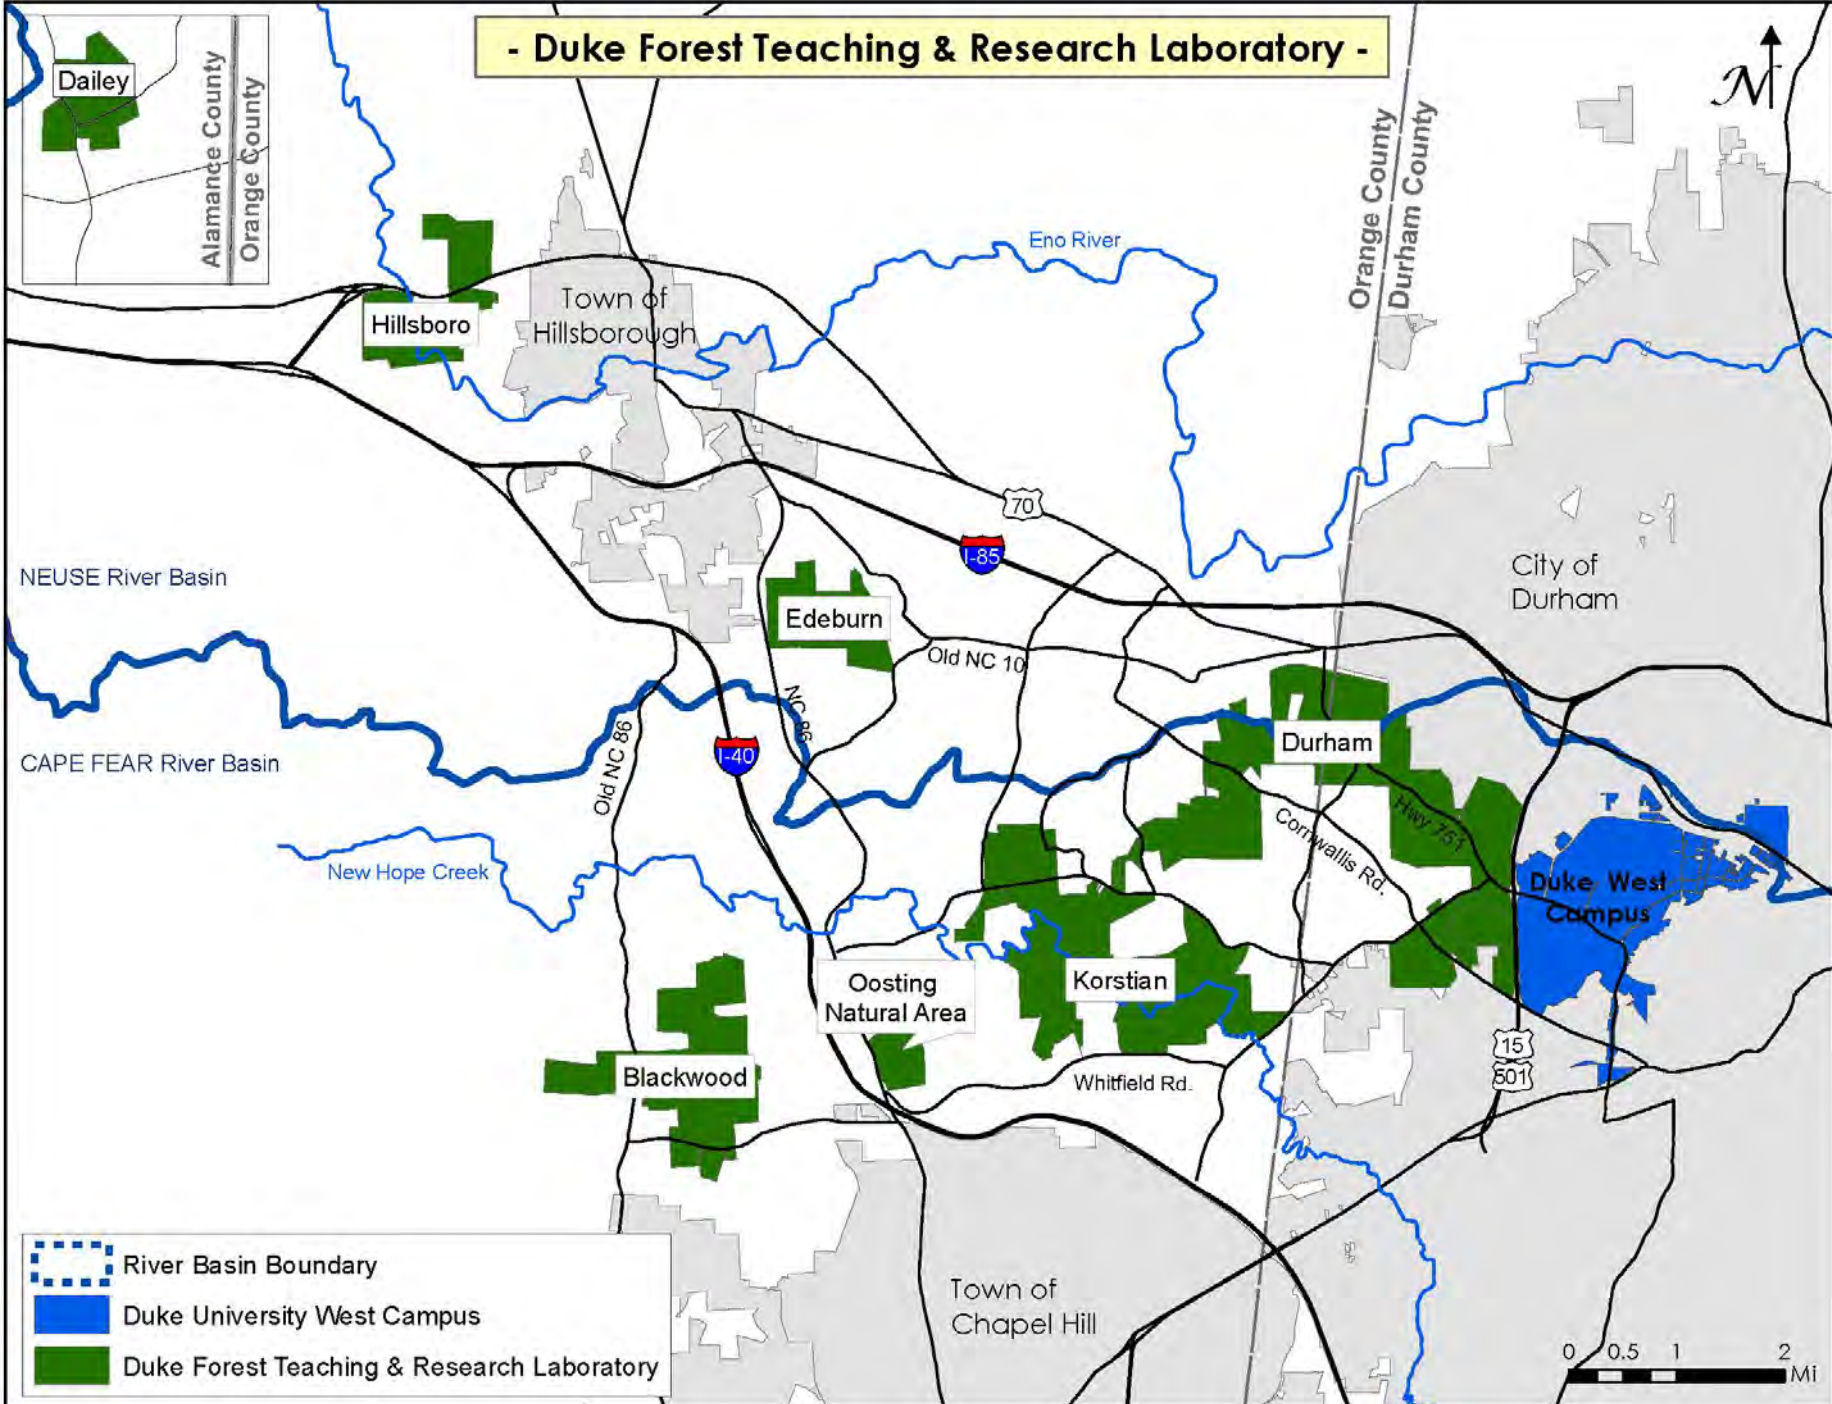 - Duke Forest Teaching & Research Laboratory -
N
Dailey
Alamance County
Orange County
Orange County
Durham County
Eno River
Hillsboro
Town of
Hillsborough
70
I-85
City of
Durham
NEUSE River Basin
Edeburn
Old NC 10
NC 86
Old NC 86
I-40
CAPE FEAR River Basin
Durham
Hwy 751
Cornwallis Rd.
New Hope Creek
Duke West
Campus
Oosting
Natural Area
Korstian
15
501
Blackwood
Whitfield Rd.
Town of
Chapel Hill
River Basin Boundary
Duke University West Campus
Duke Forest Teaching & Research Laboratory
0 0.5 1 2
Mi